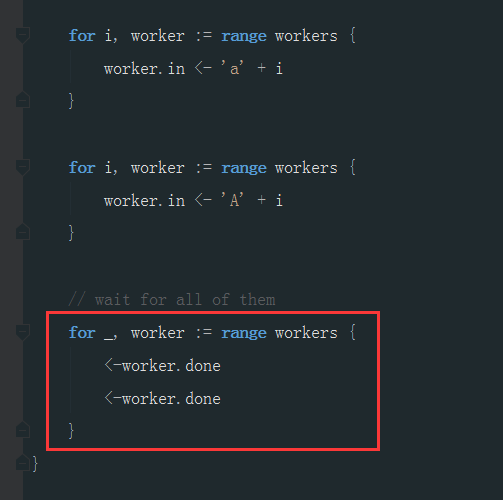 for i, worker := range workers {
worker.in <- 'a' + i
}
for i, worker := range workers {
worker.in <- 'A' + i
}
// wait for all of them
for _, worker := range workers {
<-worker.done
<-worker.done
}
}